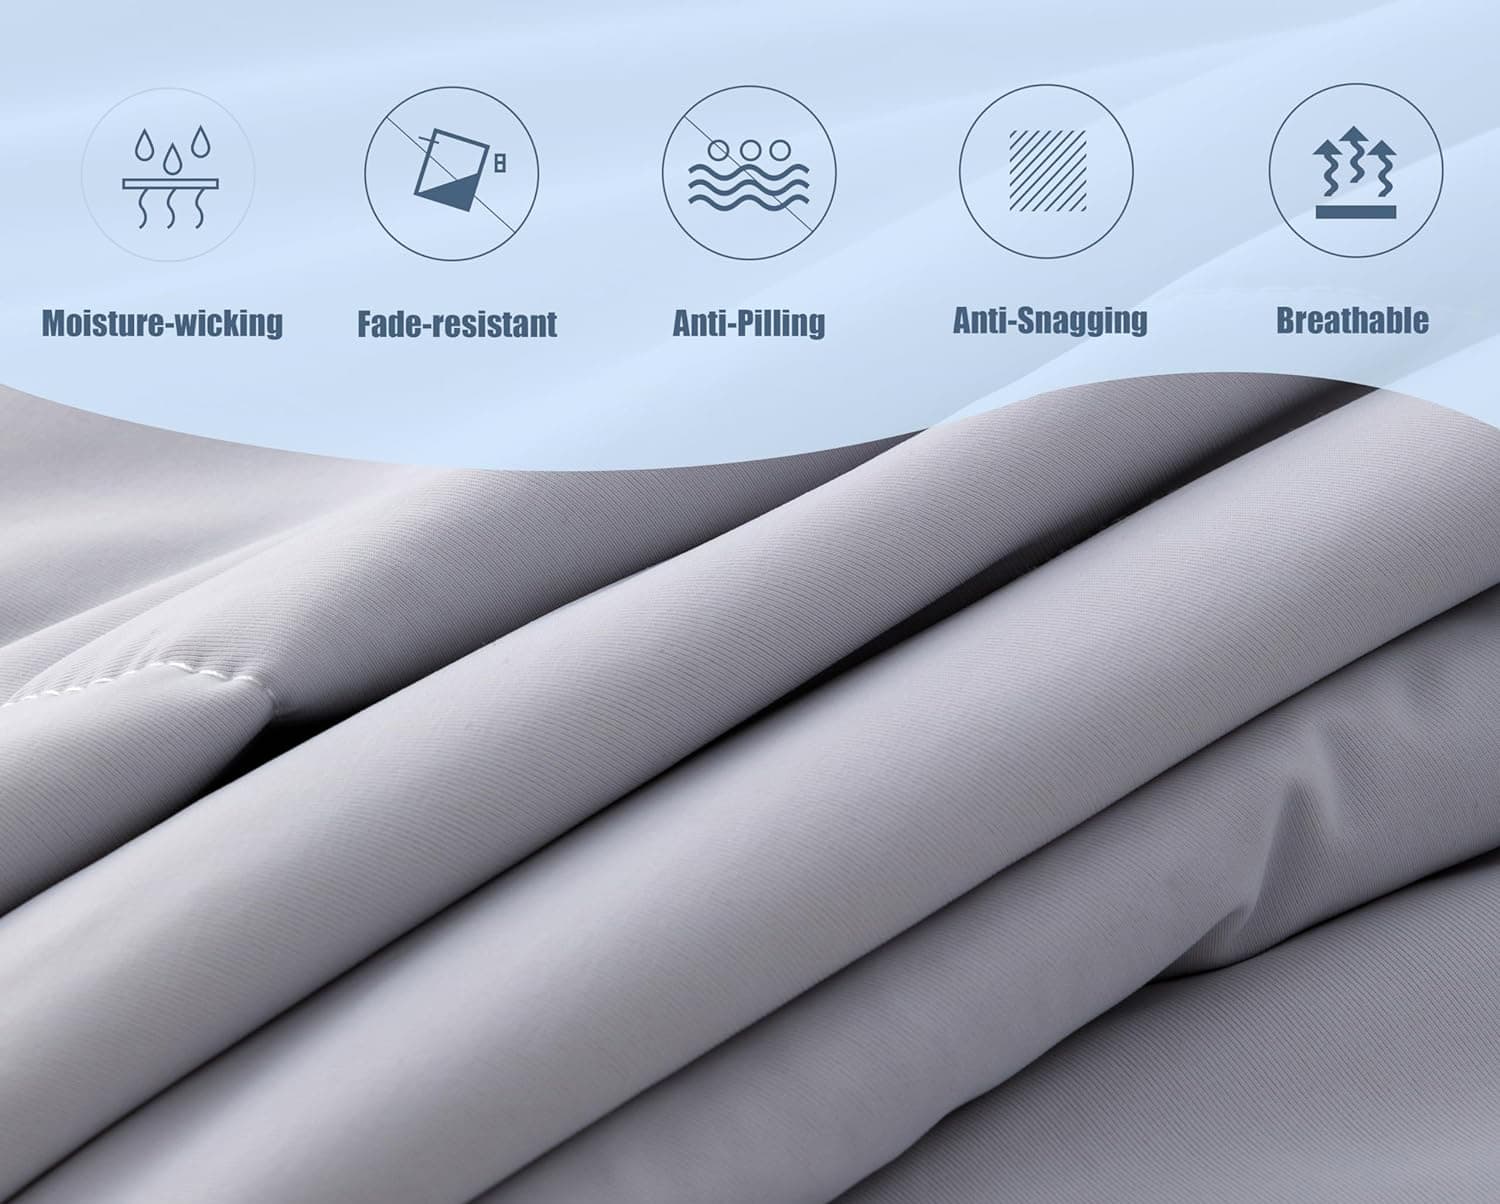 Moisture-wicking
Fade-resistant
Anti-Pilling
Anti-Snagging
Breathable